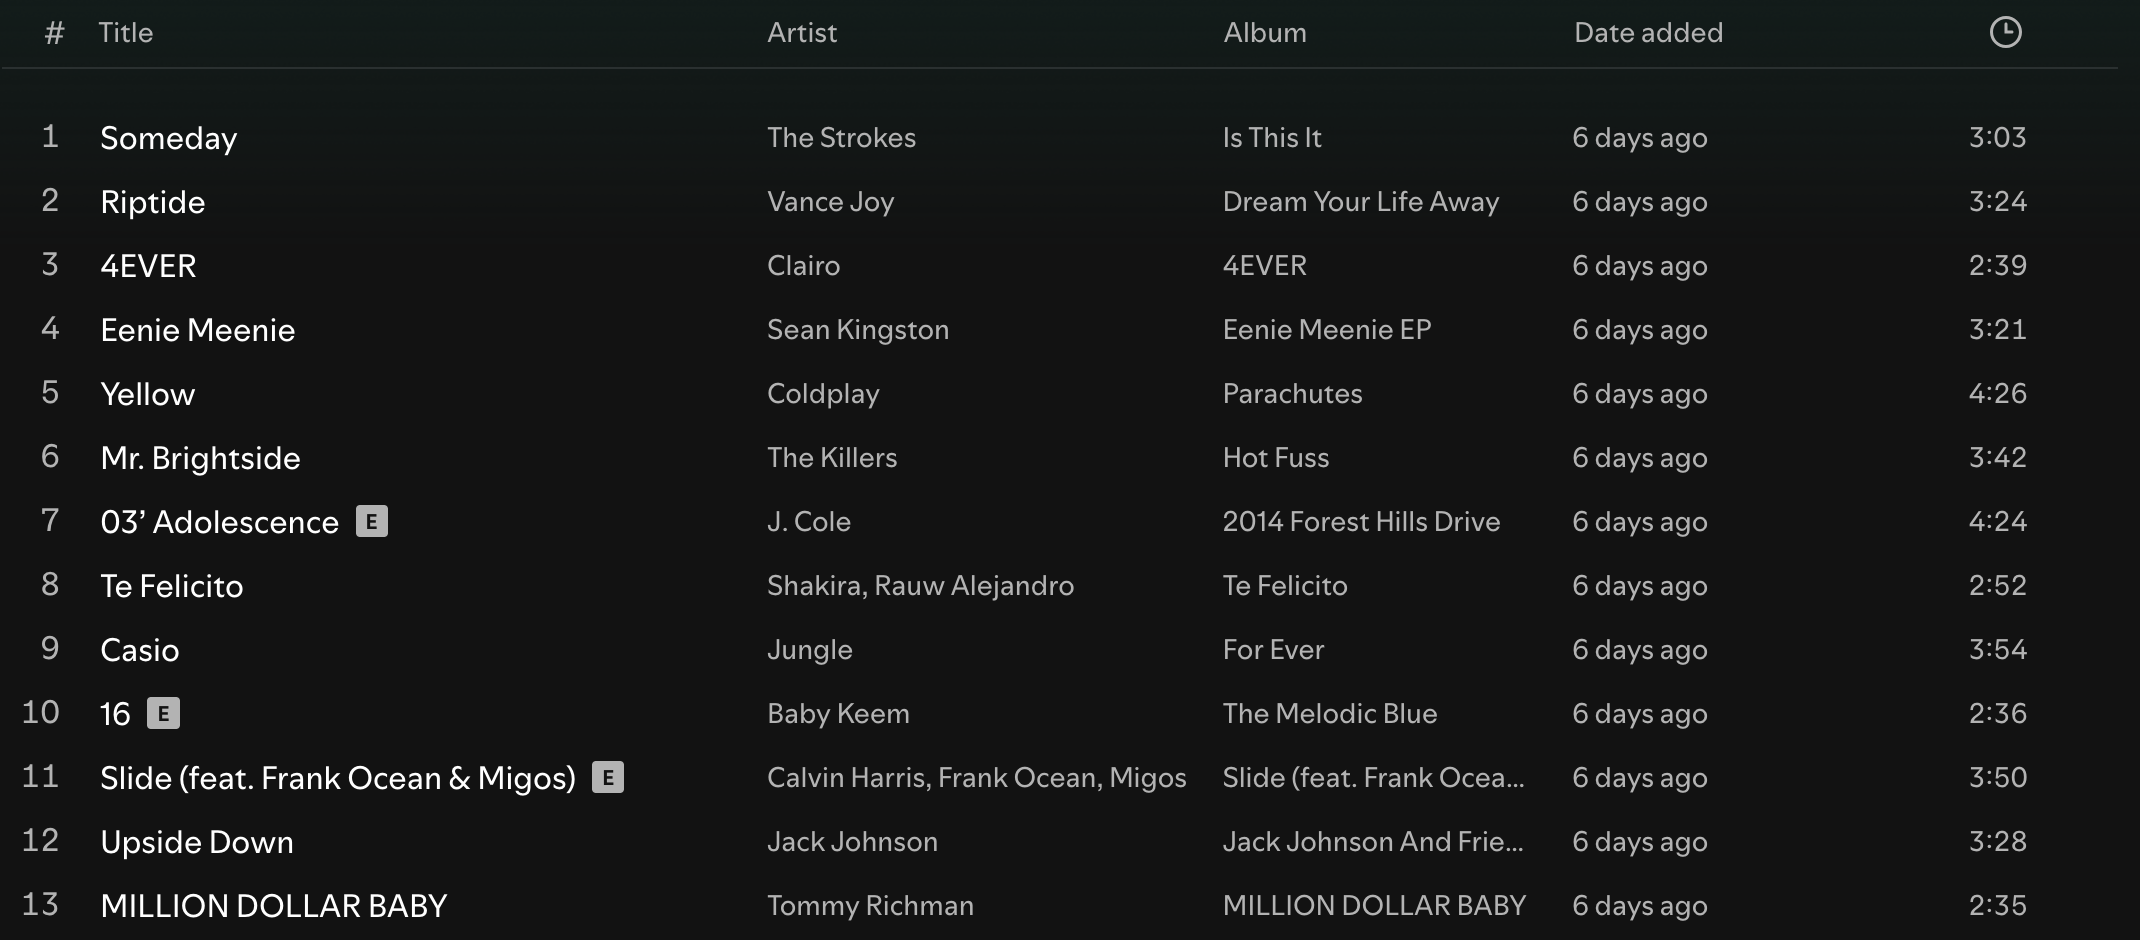 # Title Artist Album Date added
1 Someday The Strokes Is This It 6 days ago 3:03
2 Riptide Vance Joy Dream Your Life Away 6 days ago 3:24
3 4EVER Clairo 4EVER 6 days ago 2:39
4 Eenie Meenie Sean Kingston Eenie Meenie EP 6 days ago 3:21
5 Yellow Coldplay Parachutes 6 days ago 4:26
6 Mr. Brightside The Killers Hot Fuss 6 days ago 3:42
7 03’ Adolescence E J. Cole 2014 Forest Hills Drive 6 days ago 4:24
8 Te Felicito Shakira, Rauw Alejandro Te Felicito 6 days ago 2:52
9 Casio Jungle For Ever 6 days ago 3:54
10 16 E Baby Keem The Melodic Blue 6 days ago 2:36
11 Slide (feat. Frank Ocean & Migos) E Calvin Harris, Frank Ocean, Migos Slide (feat. Frank Ocea... 6 days ago 3:50
12 Upside Down Jack Johnson Jack Johnson And Frie... 6 days ago 3:28
13 MILLION DOLLAR BABY Tommy Richman MILLION DOLLAR BABY 6 days ago 2:35